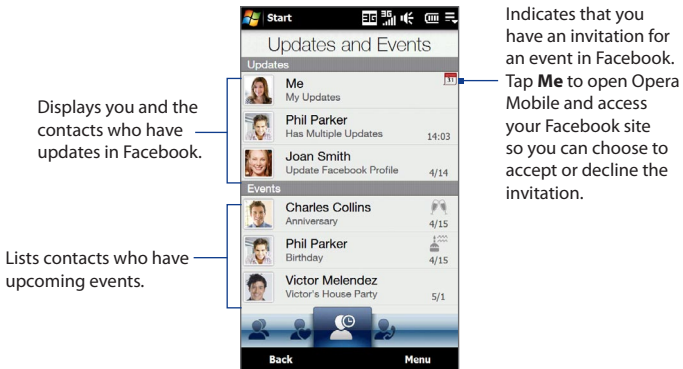 Start
Updates and Events
Updates
Me
My Updates
31
Phil Parker
Has Multiple Updates
14:03
Joan Smith
Update Facebook Profile
4/14
Events
Charles Collins
Anniversary
4/15
Phil Parker
Birthday
4/15
Victor Melendez
Victor's House Party
5/1
Back
Menu
Displays you and the
contacts who have
updates in Facebook.
Lists contacts who have
upcoming events.
Indicates that you
have an invitation for
an event in Facebook.
Tap Me to open Opera
Mobile and access
your Facebook site
so you can choose to
accept or decline the
invitation.